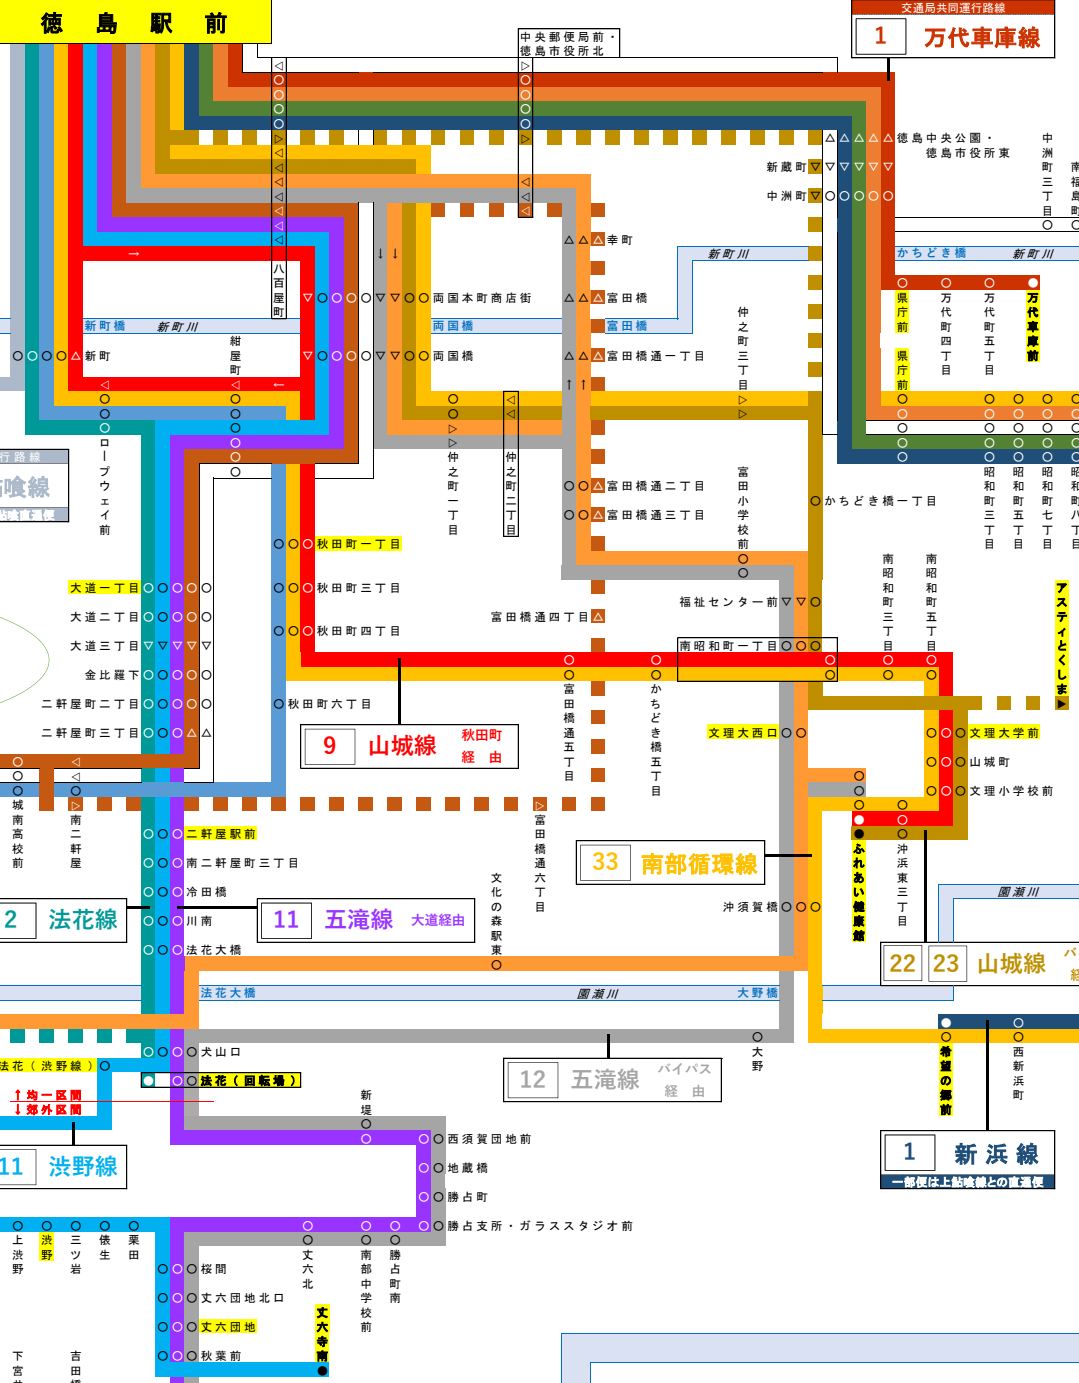 徳島駅前
交通局共同運行路線
1 万代車庫線
中央郵便局前・
徳島市役所北
徳島中央公園・
徳島市役所東
中洲町三丁目
新蔵町
中洲町
幸町
新町川
かちどき橋
新町川
八百屋町
両国本町商店街
富田橋
県庁前
万代町四丁目
万代町五丁目
万代車庫前
新町橋
新町川
両国橋
富田橋
仲之町三丁目
紺屋町
新町
両国橋
富田橋通一丁目
県庁前
ロープウェイ前
仲之町一丁目
仲之町二丁目
行路線
喰線
富田橋通二丁目
富田小学校前
かちどき橋一丁目
昭和町三丁目
昭和町五丁目
昭和町七丁目
昭和町八丁目
富田橋通三丁目
秋田町一丁目
大道一丁目
秋田町三丁目
南昭和町三丁目
南昭和町五丁目
アスティとくしま
福祉センター前
大道二丁目
富田橋通四丁目
秋田町四丁目
大道三丁目
南昭和町一丁目
金比羅下
二軒屋町二丁目
秋田町六丁目
富田橋通五丁目
かちどき橋五丁目
二軒屋町三丁目
9 山城線 秋田町
経由
文理大西口
文理大学前
山城町
文理小学校前
城南高校前
南二軒屋
富田橋通六丁目
二軒屋駅前
南二軒屋町三丁目
33 南部循環線
ふれあい健康館
沖浜東三丁目
文化の森駅東
冷田橋
園瀬川
2 法花線
11 五滝線 大道経由
川南
沖須賀橋
法花大橋
22 23 山城線
法花大橋
園瀬川
大野橋
犬山口
大野
法花(渋野線)
法花(回転場)
希望の郷前
西新浜町
12 五滝線 バイパス
経由
↑均一区間
↓郊外区間
新堤
11 渋野線
西須賀団地前
地蔵橋
勝占町
1 新浜線
一部便は上鮎喰線との直通便
勝占支所・ガラススタジオ前
上渋野
渋野
三ツ岩
俵生
栗田
丈六北
南部中学校前
勝占町南
桜間
丈六団地北口
丈六寺南
丈六団地
秋葉前